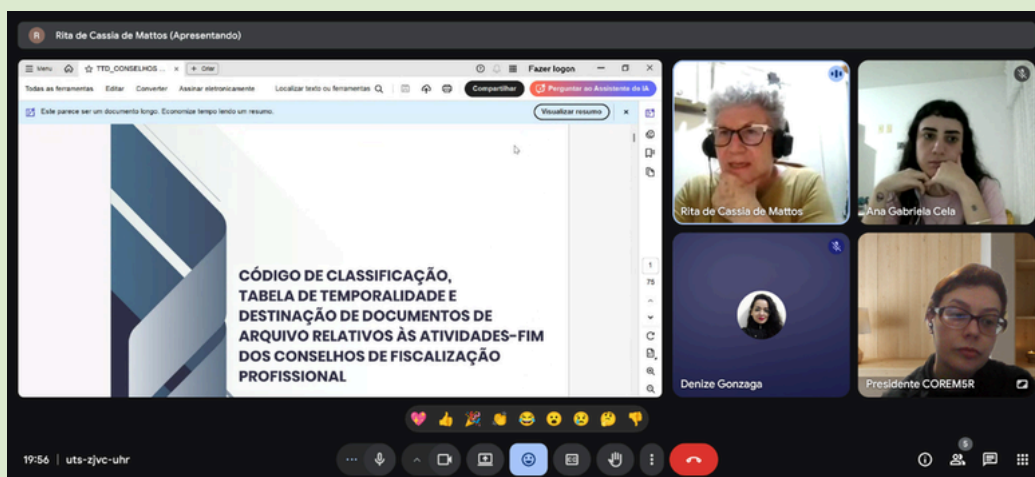 R Rita de Cassia de Mattos (Apresentando)
Menu TTD_CONSELHOS ... × + Criar Fazer logon
Todas as ferramentas Editar Converter Assinar eletronicamente Localizar texto ou ferramentas Compartilhar Perguntar ao Assistente de IA
Este parece ser um documento longo. Economize tempo lendo um resumo. Visualizar resumo ×
CÓDIGO DE CLASSIFICAÇÃO,
TABELA DE TEMPORALIDADE E
DESTINAÇÃO DE DOCUMENTOS DE
ARQUIVO RELATIVOS ÀS ATIVIDADES-FIM
DOS CONSELHOS DE FISCALIZAÇÃO
PROFISSIONAL
1
75
Rita de Cassia de Mattos
Ana Gabriela Cela
Denize Gonzaga
Presidente COREM5R
19:56 | uts-zjvc-uhr
5